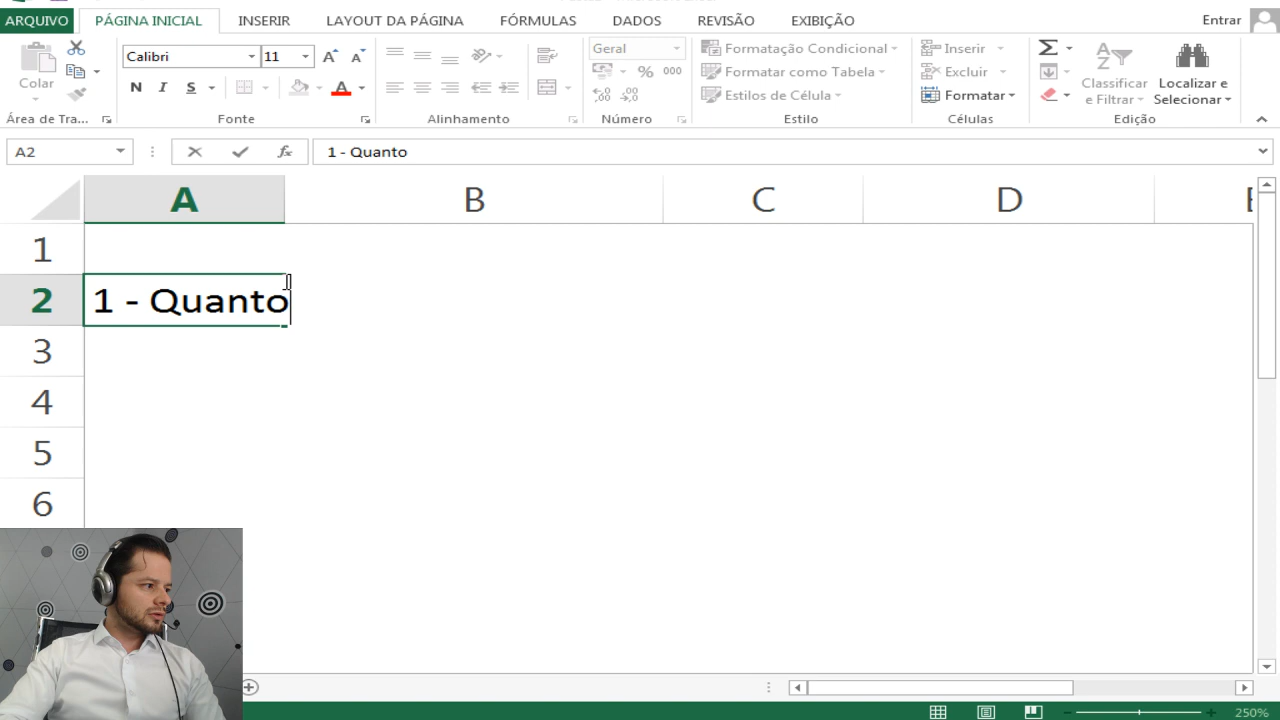 ARQUIVO PÁGINA INICIAL INSERIR LAYOUT DA PÁGINA FÓRMULAS DADOS REVISÃO EXIBIÇÃO Entrar
Colar
Calibri 11
N I S A
Geral
% 000
Formatação Condicional
Formatar como Tabela
Estilos de Célula
Inserir
Excluir
Formatar
Σ
Classificar e Filtrar
Localizar e Selecionar
Área de Tra... Fonte Alinhamento Número Estilo Células Edição
A2 fx 1 - Quanto
A B C D
1
2 1 - Quanto
3
4
5
6
250%